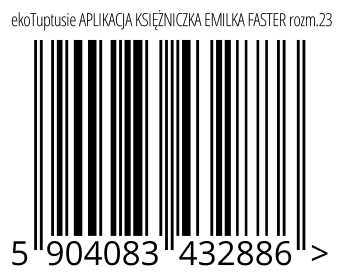 ekoTuptusie APLIKACJA KSIĘŻNICZKA EMILKA FASTER rozm.23
5 904083 432886 >